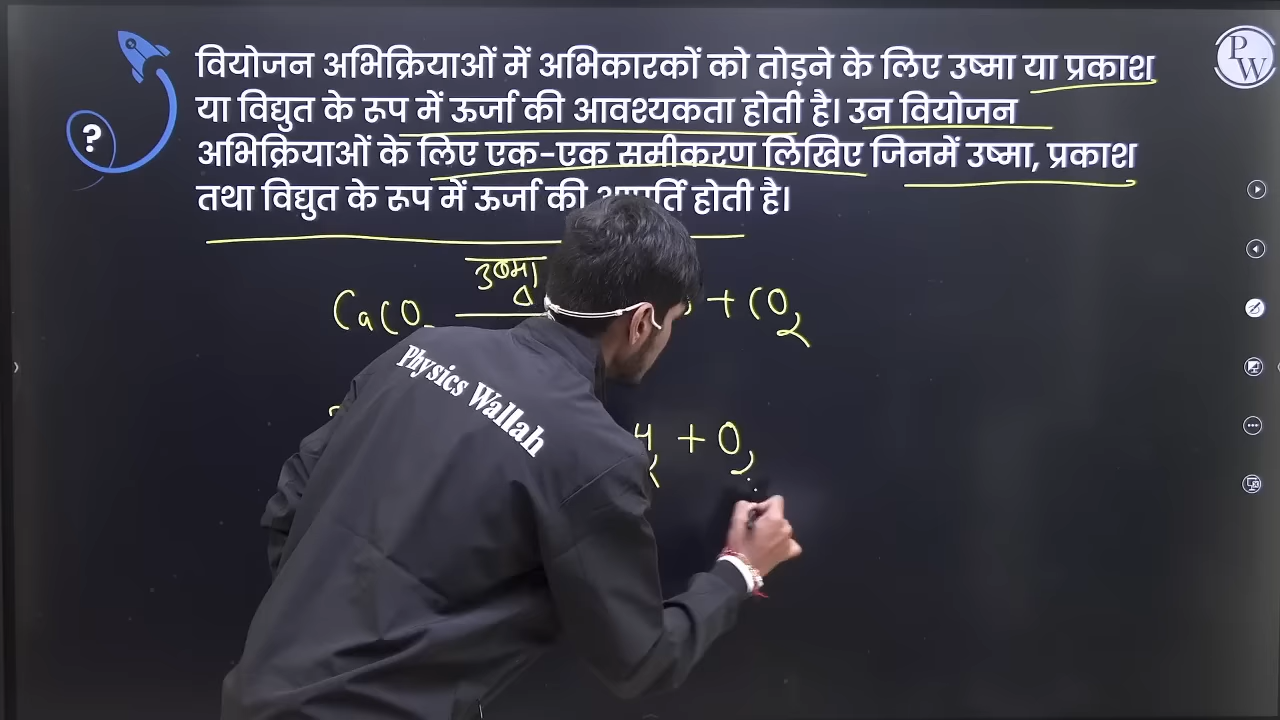 वियोजन अभिक्रियाओं में अभिकारकों को तोड़ने के लिए उष्मा या प्रकाश
या विद्युत के रूप में ऊर्जा की आवश्यकता होती है। उन वियोजन
अभिक्रियाओं के लिए एक-एक समीकरण लिखिए जिनमें उष्मा, प्रकाश
तथा विद्युत के रूप में ऊर्जा की होती है।
?
PW
उष्मा
Δ
CaCO + CO₂
H₂ + O₂
Physics Wallah